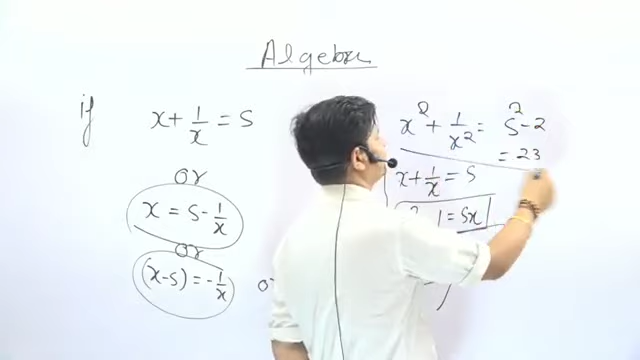 Algebra
if x + 1/x = 5
or
x = 5 - 1/x
or
(x-5) = -1/x
x² + 1/x² = 5² - 2
= 23
x + 1/x = 5
1 = 5x